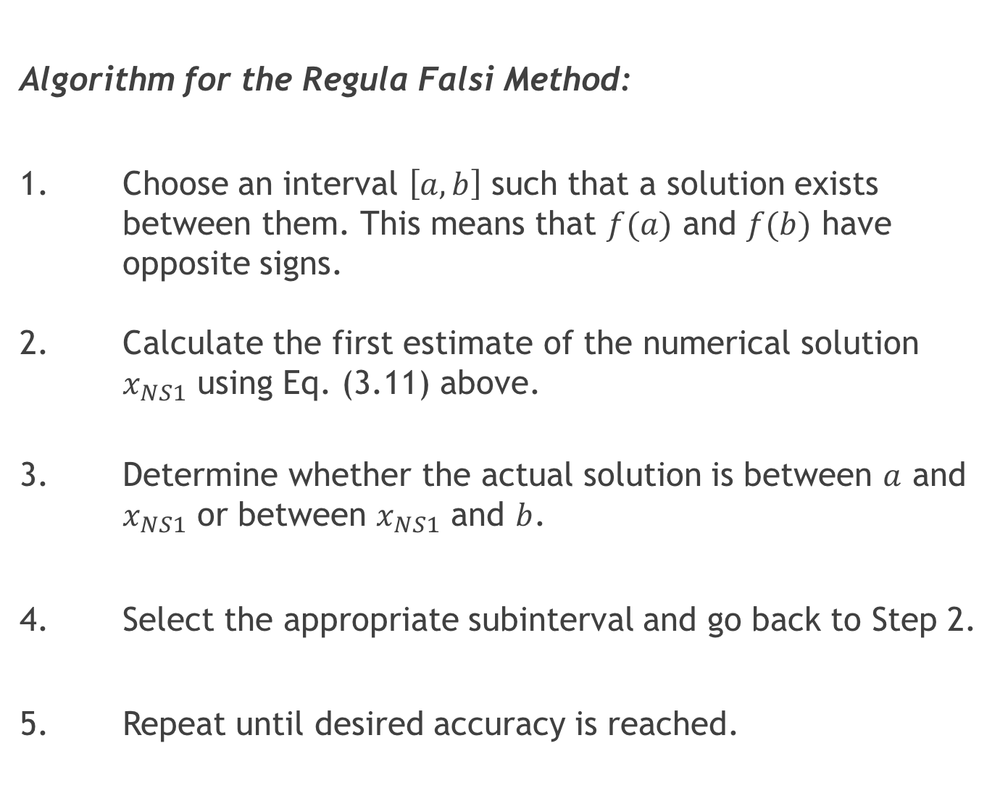 Algorithm for the Regula Falsi Method:
1. Choose an interval [a, b] such that a solution exists
between them. This means that f(a) and f(b) have
opposite signs.
2. Calculate the first estimate of the numerical solution
x_{NS1} using Eq. (3.11) above.
3. Determine whether the actual solution is between a and
x_{NS1} or between x_{NS1} and b.
4. Select the appropriate subinterval and go back to Step 2.
5. Repeat until desired accuracy is reached.